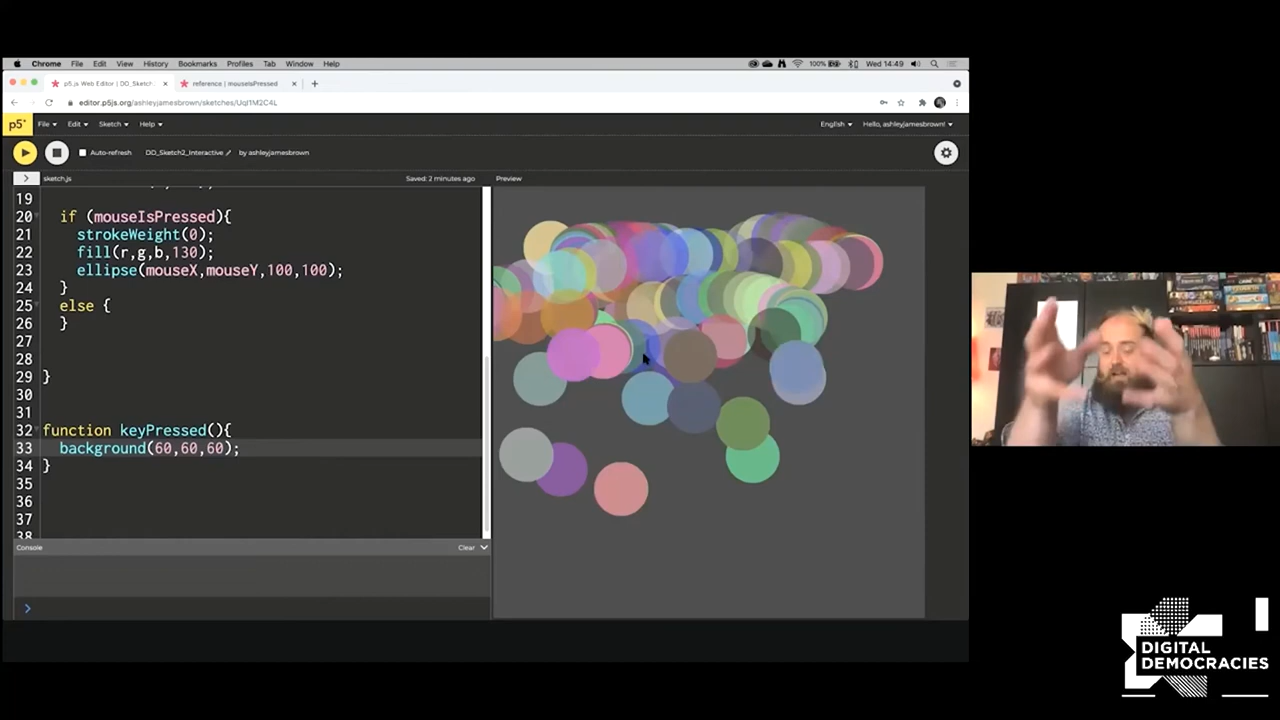 Chrome File Edit View History Bookmarks Profiles Tab Window Help 100% Wed 14:49
p5.js Web Editor | DD_Sketch. × reference | mouseIsPressed × +
editor.p5js.org/ashleyjamesbrown/sketches/UqI1M2C4L
p5* File Edit Sketch Help English Hello, ashleyjamesbrown!
Auto-refresh DD_Sketch2_Interactive by ashleyjamesbrown
> sketch.js Saved: 2 minutes ago Preview
19
20 if (mouseIsPressed){
21 strokeWeight(0);
22 fill(r,g,b,130);
23 ellipse(mouseX,mouseY,100,100);
24 }
25 else {
26 }
27
28
29 }
30
31
32 function keyPressed(){
33 background(60,60,60);
34 }
35
36
37
38
Console Clear
>
DIGITAL
DEMOCRACIES